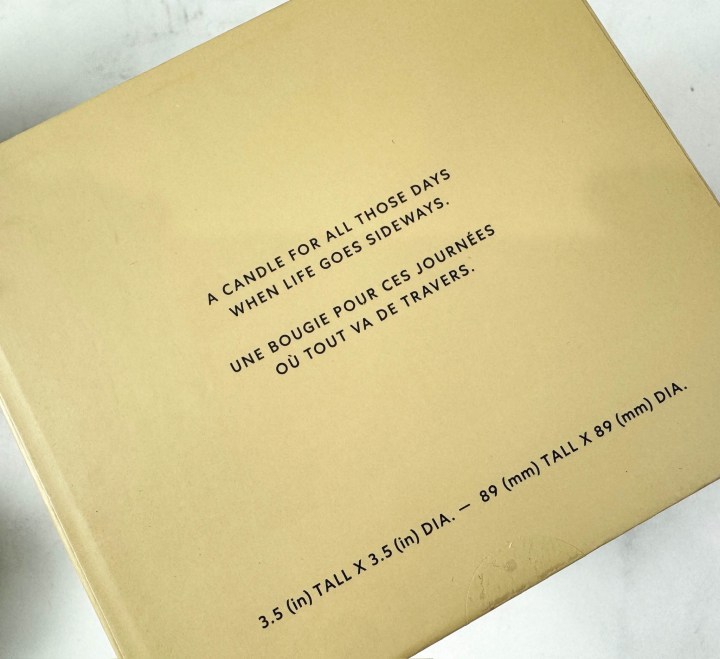 A CANDLE FOR ALL THOSE DAYS
WHEN LIFE GOES SIDEWAYS.
UNE BOUGIE POUR CES JOURNÉES
OÙ TOUT VA DE TRAVERS.
3.5 (in) TALL X 3.5 (in) DIA. — 89 (mm) TALL X 89 (mm) DIA.